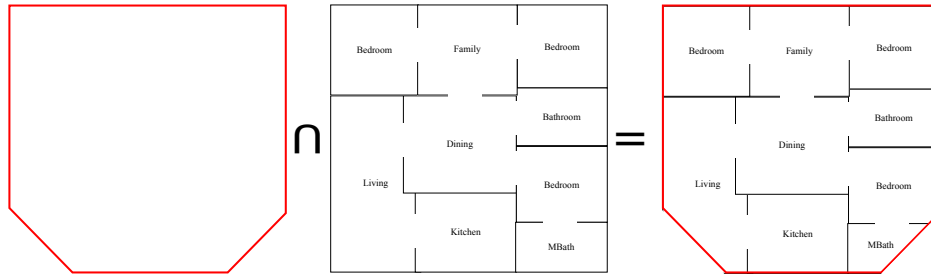 Bedroom Family Bedroom
Bathroom
Dining
Living Bedroom
Kitchen
MBath
∩ =
Bedroom Family Bedroom
Bathroom
Dining
Living Bedroom
Kitchen
MBath